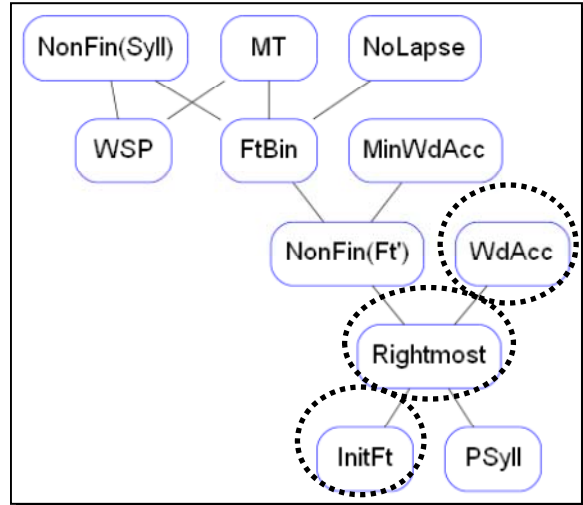 NonFin(Syll) MT NoLapse
WSP FtBin MinWdAcc
NonFin(Ft') WdAcc
Rightmost
InitFt PSyll